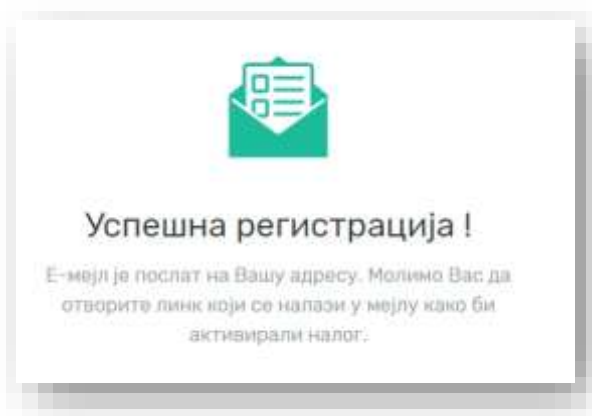 Успешна регистрација !
Е-мејл је послат на Вашу адресу. Молимо Вас да
отворите линк који се налази у мејлу како би
активирали налог.